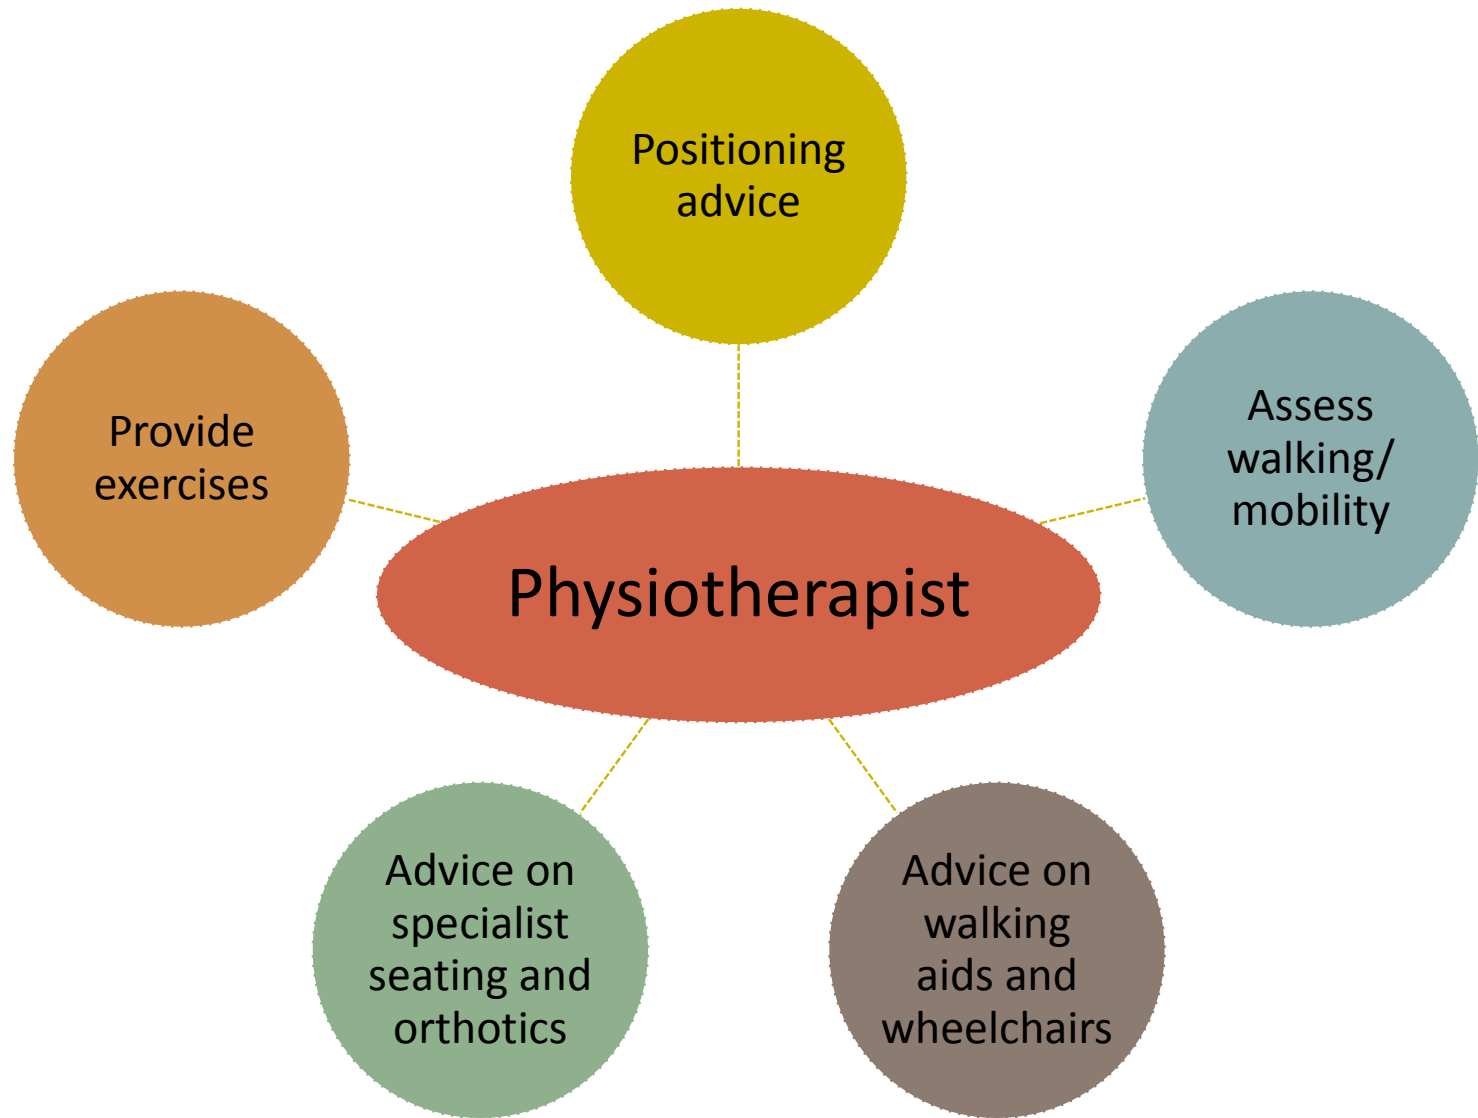 Positioning
advice
Provide
exercises
Assess
walking/
mobility
Physiotherapist
Advice on
specialist
seating and
orthotics
Advice on
walking
aids and
wheelchairs